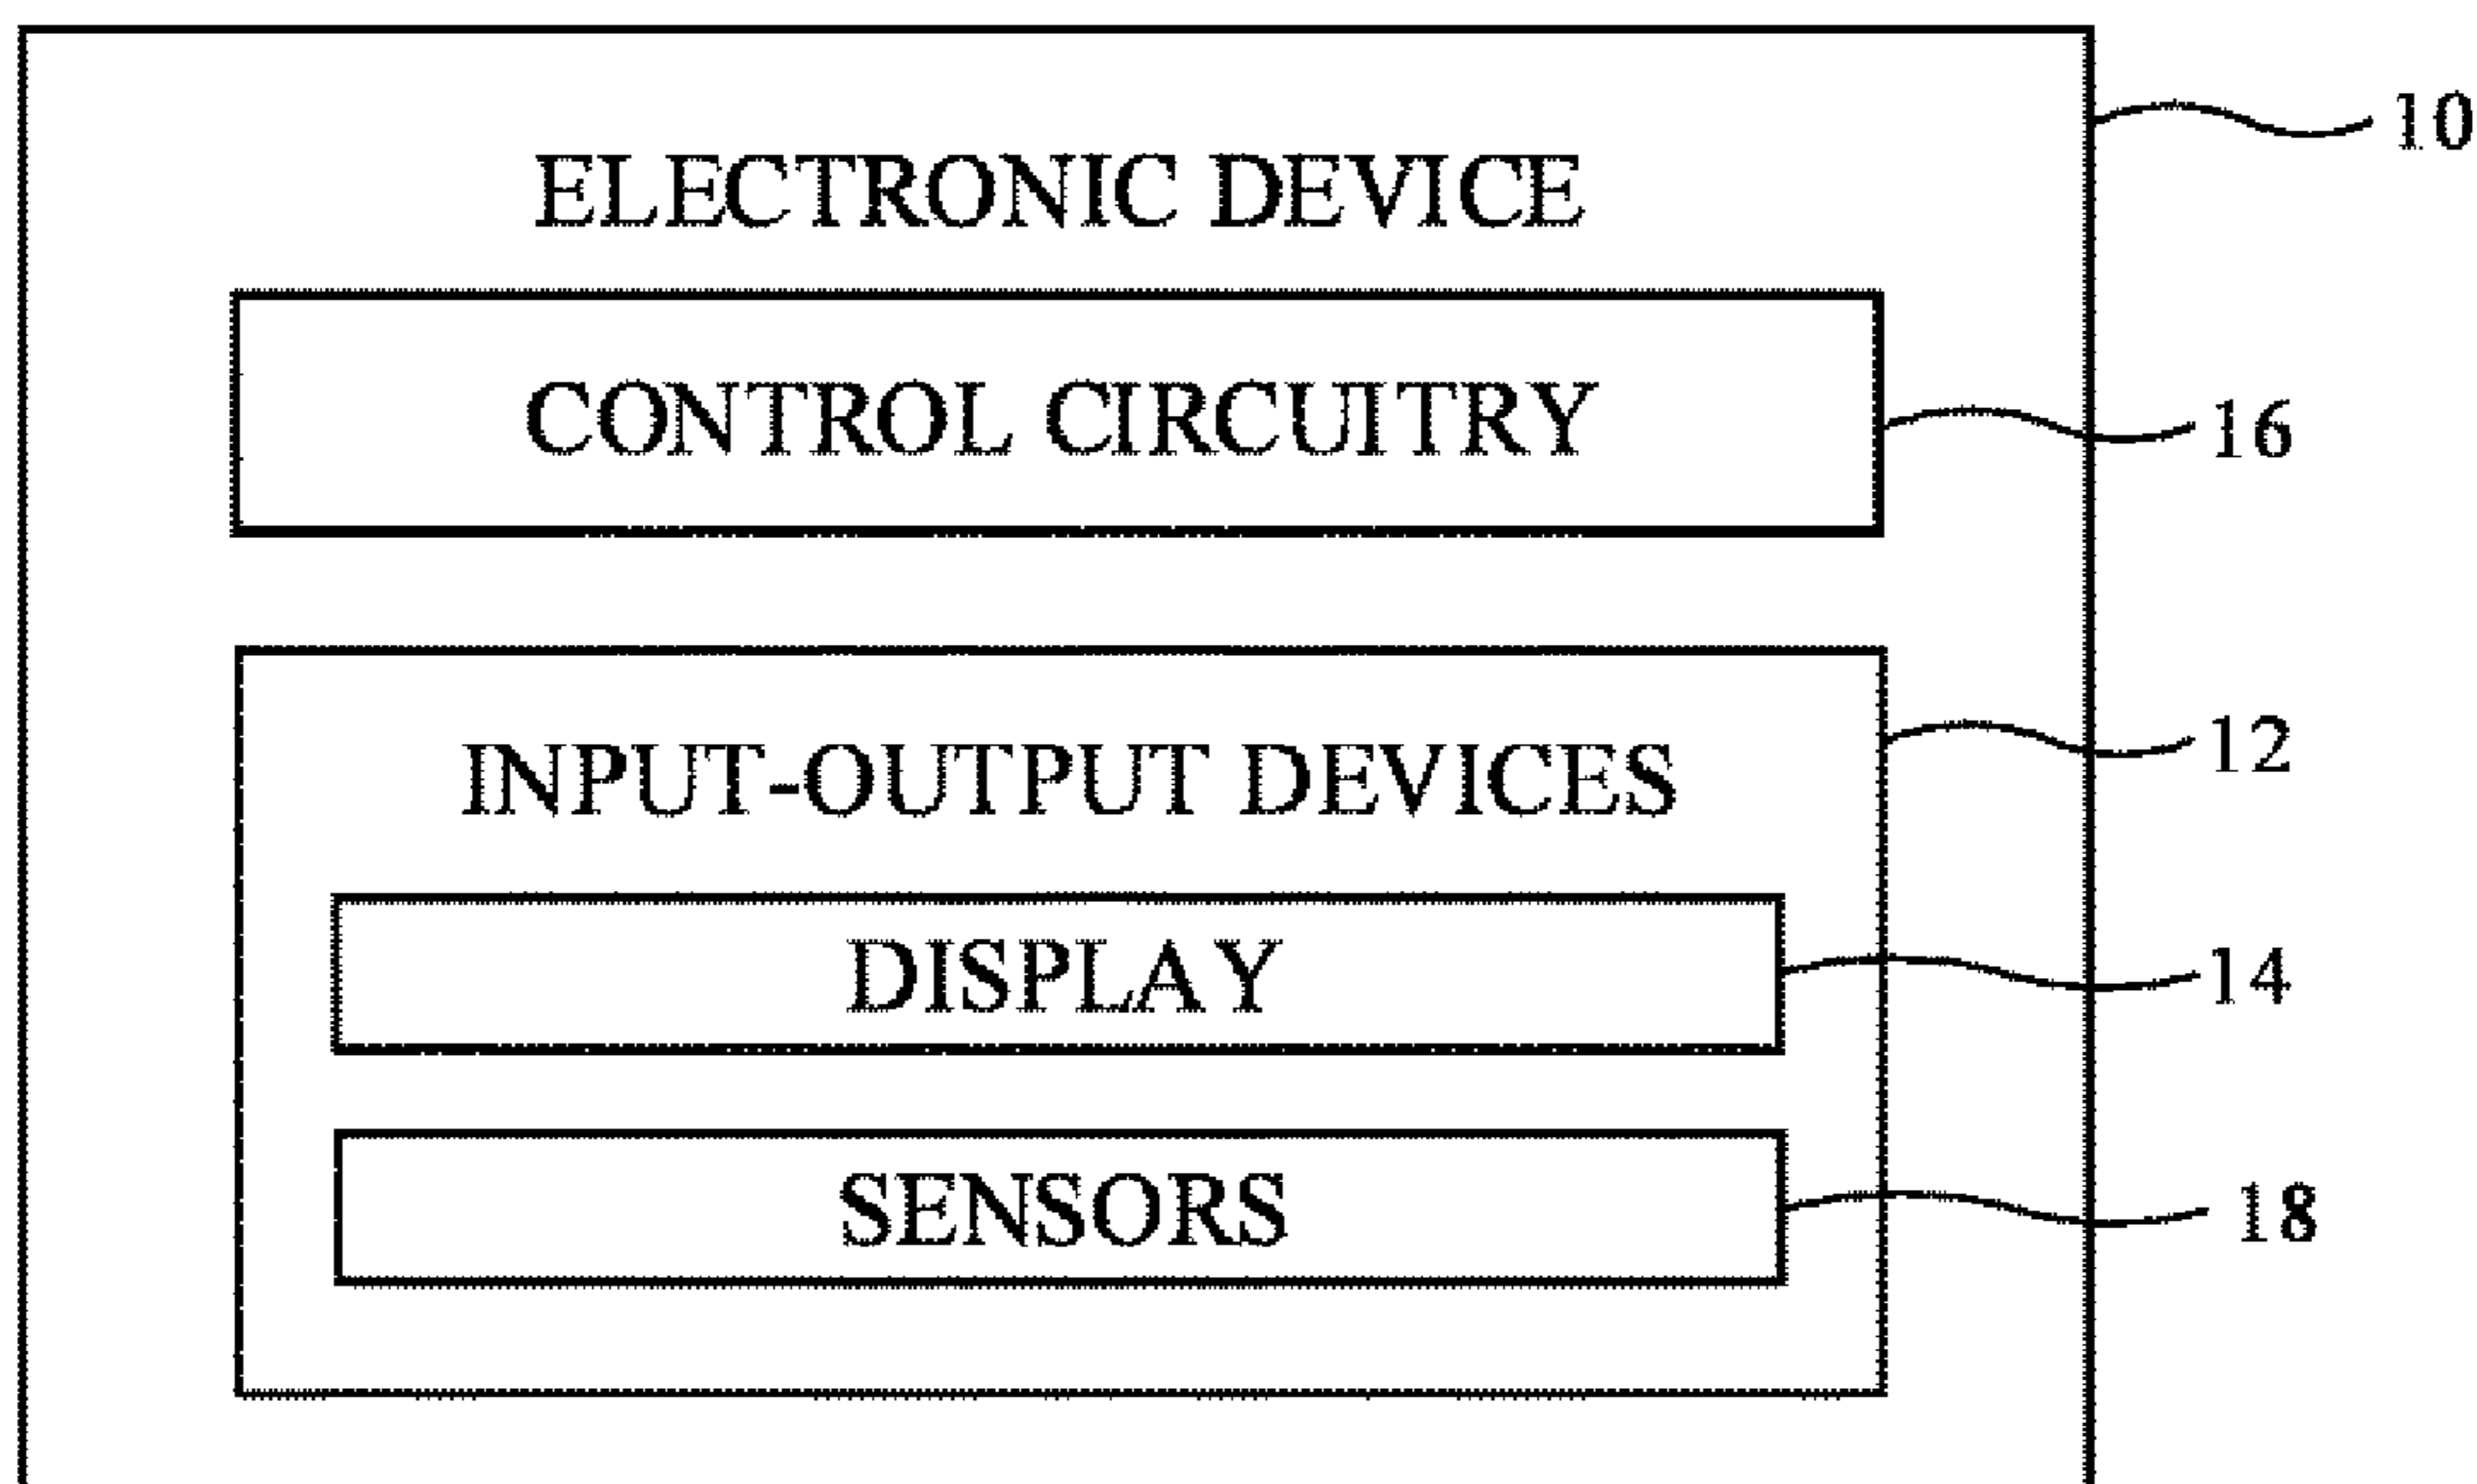 10
ELECTRONIC DEVICE
CONTROL CIRCUITRY
16
INPUT-OUTPUT DEVICES
12
DISPLAY
14
SENSORS
18